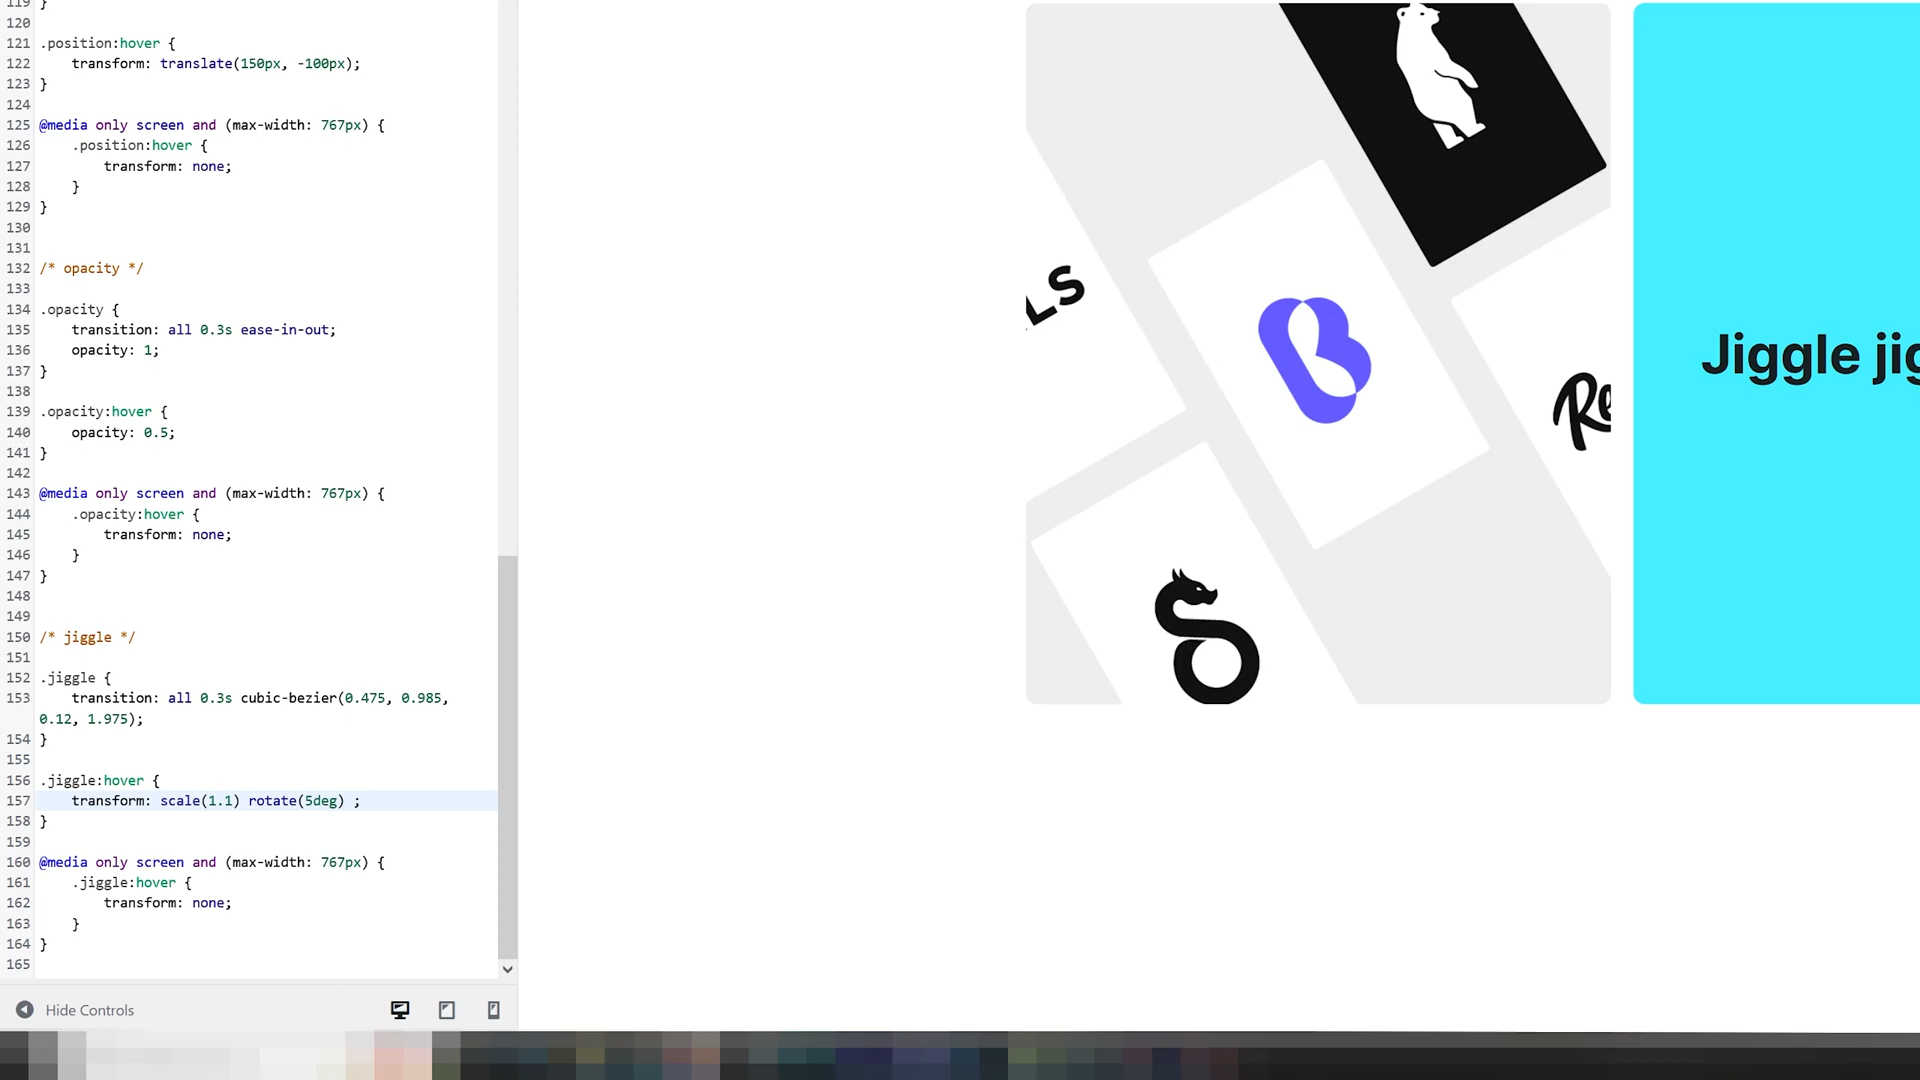 119 }
120
121 .position:hover {
122 transform: translate(150px, -100px);
123 }
124
125 @media only screen and (max-width: 767px) {
126 .position:hover {
127 transform: none;
128 }
129 }
130
131
132 /* opacity */
133
134 .opacity {
135 transition: all 0.3s ease-in-out;
136 opacity: 1;
137 }
138
139 .opacity:hover {
140 opacity: 0.5;
141 }
142
143 @media only screen and (max-width: 767px) {
144 .opacity:hover {
145 transform: none;
146 }
147 }
148
149
150 /* jiggle */
151
152 .jiggle {
153 transition: all 0.3s cubic-bezier(0.475, 0.985,
0.12, 1.975);
154 }
155
156 .jiggle:hover {
157 transform: scale(1.1) rotate(5deg) ;
158 }
159
160 @media only screen and (max-width: 767px) {
161 .jiggle:hover {
162 transform: none;
163 }
164 }
165
Hide Controls
LS
Re
Jiggle jig